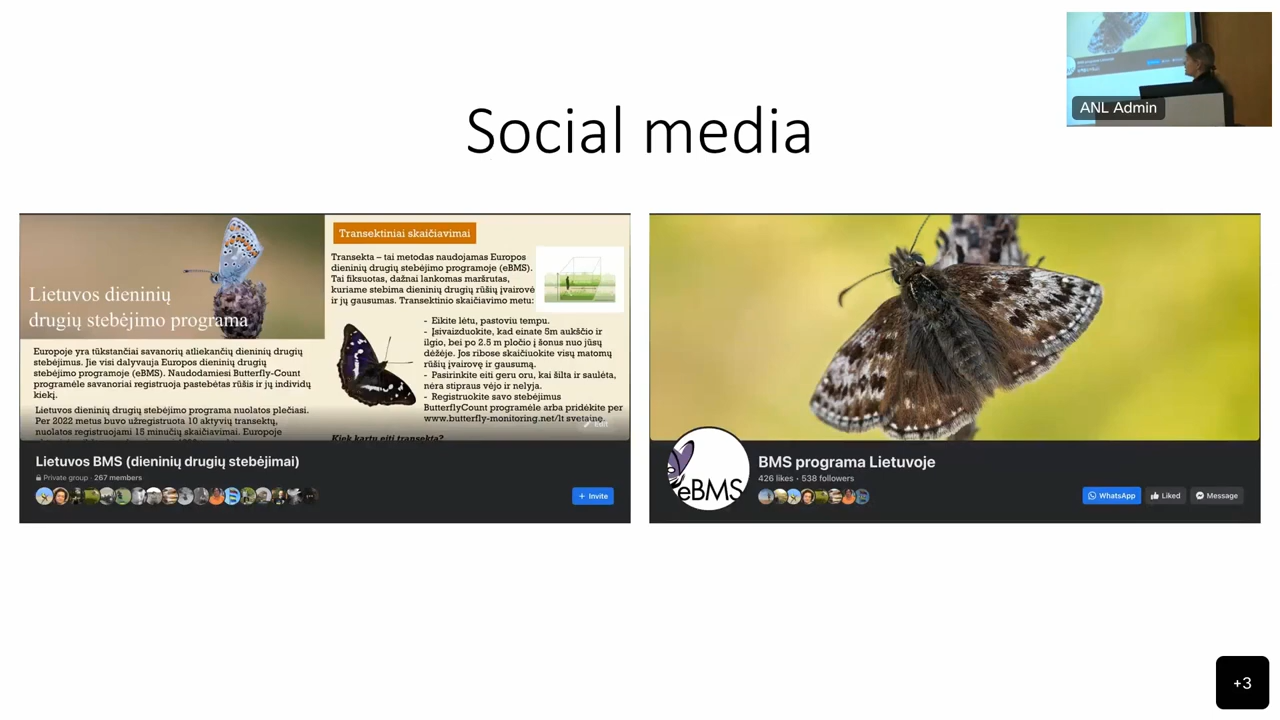 ANL Admin
Social media
Lietuvos dieninių
drugių stebėjimo programa
Europoje yra tūkstančiai savanorių atliekančių dieninių drugių
stebėjimus. Jie visi dalyvauja Europos dieninių drugių
stebėjimo programoje (eBMS). Naudodamiesi Butterfly-Count
programėle savanoriai registruoja pastebėtas rūšis ir jų individų
kiekį.
Lietuvos dieninių drugių stebėjimo programa nuolatos plečiasi.
Per 2022 metus buvo užregistruota 10 aktyvių transektų,
nuolatos registruojami 15 minučių skaičiavimai. Europoje
Transektiniai skaičiavimai
Transekta – tai metodas naudojamas Europos
dieninių drugių stebėjimo programoje (eBMS).
Tai fiksuotas, dažnai lankomas maršrutas,
kuriame stebima dieninių drugių rūšių įvairovė
ir jų gausumas. Transektinio skaičiavimo metu:
- Eikite lėtu, pastoviu tempu.
- Įsivaizduokite, kad einate 5m aukščio ir
ilgio, bei po 2.5 m pločio į šonus nuo jūsų
dėžėje. Jos ribose skaičiuokite visų matomų
rūšių įvairovę ir gausumą.
- Pasirinkite eiti geru oru, kai šilta ir saulėta,
nėra stipraus vėjo ir nelyja.
- Registruokite savo stebėjimus
ButterflyCount programėle arba pridėkite per
www.butterfly-monitoring.net/lt svetainę.
Edit
Kiek kartų eiti transektą?
Lietuvos BMS (dieninių drugių stebėjimai)
Private group · 267 members
+ Invite
eBMS
BMS programa Lietuvoje
426 likes • 538 followers
WhatsApp
Liked
Message
+3